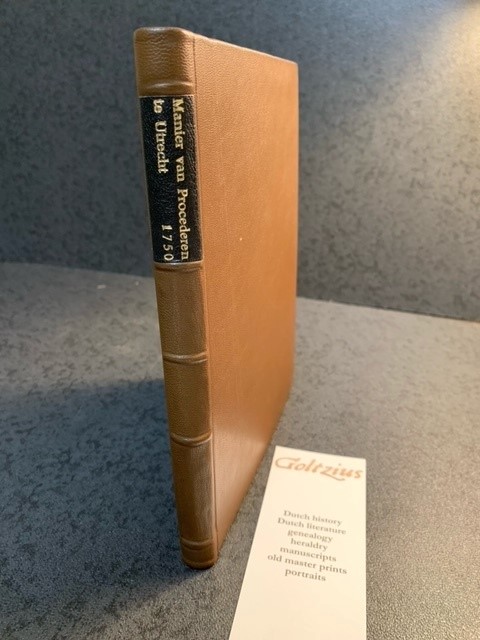 Manier van Procederen
te Utrecht 1750
Goltzius
Dutch history
Dutch literature
genealogy
heraldry
manuscripts
old master prints
portraits